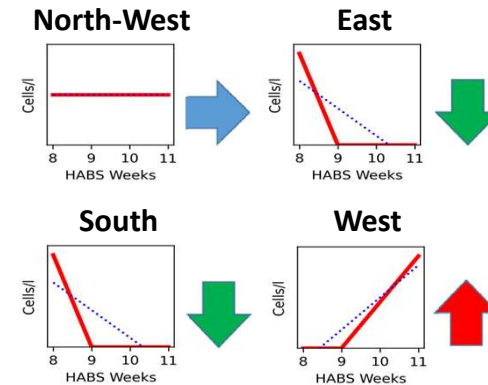 North-West
East
Cells/l
8 9 10 11
HABS Weeks
Cells/l
8 9 10 11
HABS Weeks
South
West
Cells/l
8 9 10 11
HABS Weeks
Cells/l
8 9 10 11
HABS Weeks